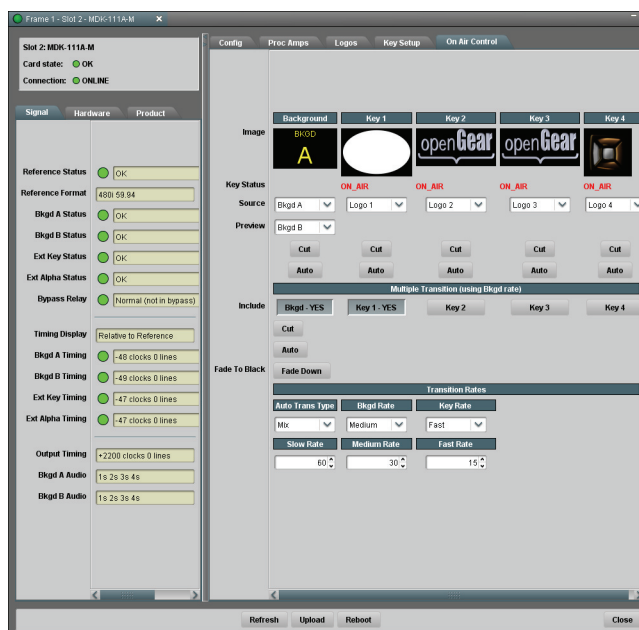 Frame 1 - Slot 2 - MDK-111A-M
Slot 2: MDK-111A-M
Card state: OK
Connection: ONLINE
Signal Hardware Product
Reference Status OK
Reference Format 480i 59.94
Bkgd A Status OK
Bkgd B Status OK
Ext Key Status OK
Ext Alpha Status OK
Bypass Relay Normal (not in bypass)
Timing Display Relative to Reference
Bkgd A Timing -48 clocks 0 lines
Bkgd B Timing -49 clocks 0 lines
Ext Key Timing -47 clocks 0 lines
Ext Alpha Timing -47 clocks 0 lines
Output Timing +2200 clocks 0 lines
Bkgd A Audio 1s 2s 3s 4s
Bkgd B Audio 1s 2s 3s 4s
Config Proc Amps Logos Key Setup On Air Control
Background Key 1 Key 2 Key 3 Key 4
Image BKGD A openGear openGear
Key Status ON_AIR ON_AIR ON_AIR ON_AIR
Source Bkgd A Logo 1 Logo 2 Logo 3 Logo 4
Preview Bkgd B
Cut Cut Cut Cut Cut
Auto Auto Auto Auto Auto
Multiple Transition (using Bkgd rate)
Include Bkgd - YES Key 1 - YES Key 2 Key 3 Key 4
Cut
Auto
Fade To Black Fade Down
Transition Rates
Auto Trans Type Bkgd Rate Key Rate
Mix Medium Fast
Slow Rate Medium Rate Fast Rate
60 30 15
Refresh Upload Reboot Close